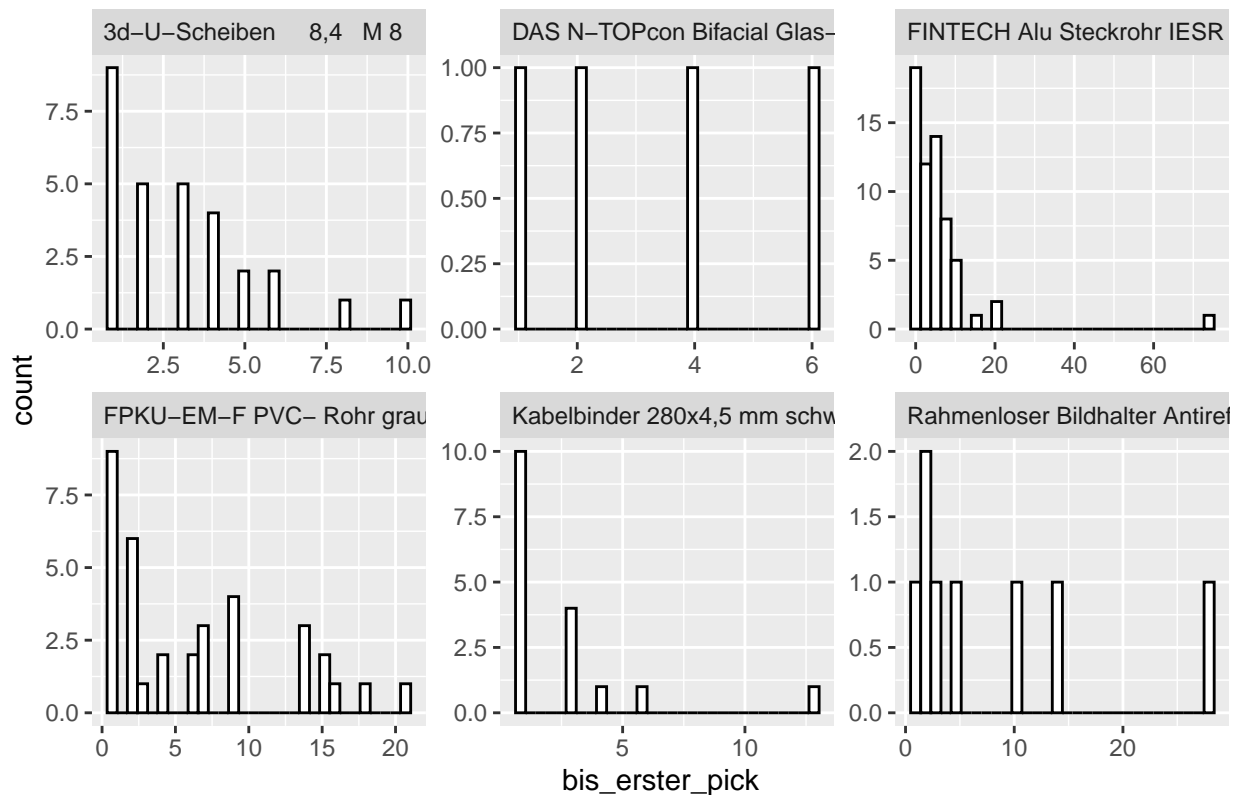 3d−U−Scheiben 8,4 M 8
DAS N−TOPcon Bifacial Glas−
FINTECH Alu Steckrohr IESR
7.5
5.0
2.5
0.0
2.5 5.0 7.5 10.0
1.00
0.75
0.50
0.25
0.00
2 4 6
15
10
5
0
0 20 40 60
count
FPKU−EM−F PVC− Rohr grau
Kabelbinder 280x4,5 mm schw
Rahmenloser Bildhalter Antiref
7.5
5.0
2.5
0.0
0 5 10 15 20
10.0
7.5
5.0
2.5
0.0
5 10
2.0
1.5
1.0
0.5
0.0
0 10 20
bis_erster_pick